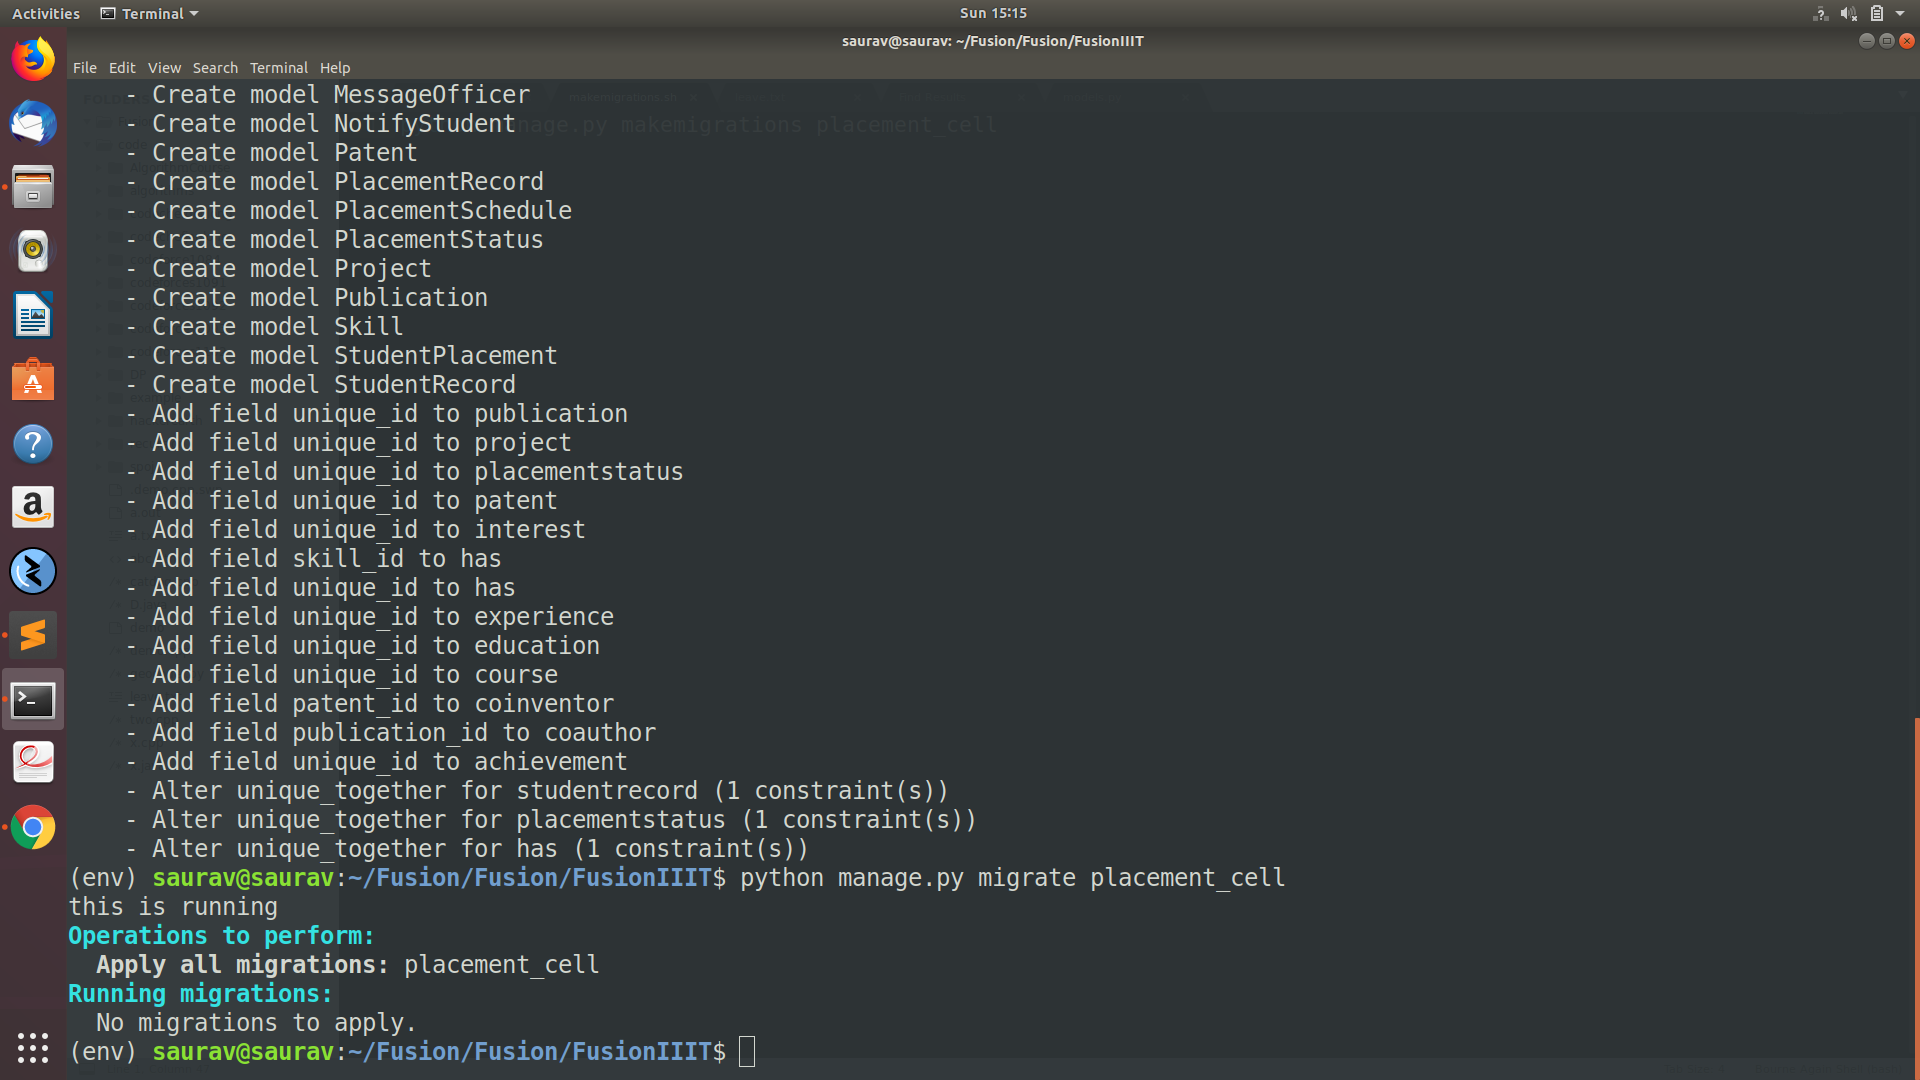 Activities
Terminal
Sun 15:15
saurav@saurav: ~/Fusion/Fusion/FusionIIIT
File Edit View Search Terminal Help
makemigrations.sh
- Create model MessageOfficer
- Create model NotifyStudent
manage.py makemigrations placement_cell
- Create model Patent
- Create model PlacementRecord
- Create model PlacementSchedule
- Create model PlacementStatus
- Create model Project
- Create model Publication
- Create model Skill
- Create model StudentPlacement
- Create model StudentRecord
- Add field unique_id to publication
- Add field unique_id to project
- Add field unique_id to placementstatus
- Add field unique_id to patent
- Add field unique_id to interest
- Add field skill_id to has
- Add field unique_id to has
- Add field unique_id to experience
- Add field unique_id to education
- Add field unique_id to course
- Add field patent_id to coinventor
- Add field publication_id to coauthor
- Add field unique_id to achievement
- Alter unique_together for studentrecord (1 constraint(s))
- Alter unique_together for placementstatus (1 constraint(s))
- Alter unique_together for has (1 constraint(s))
(env) saurav@saurav:~/Fusion/Fusion/FusionIIIT$ python manage.py migrate placement_cell
this is running
Operations to perform:
Apply all migrations: placement_cell
Running migrations:
No migrations to apply.
(env) saurav@saurav:~/Fusion/Fusion/FusionIIIT$